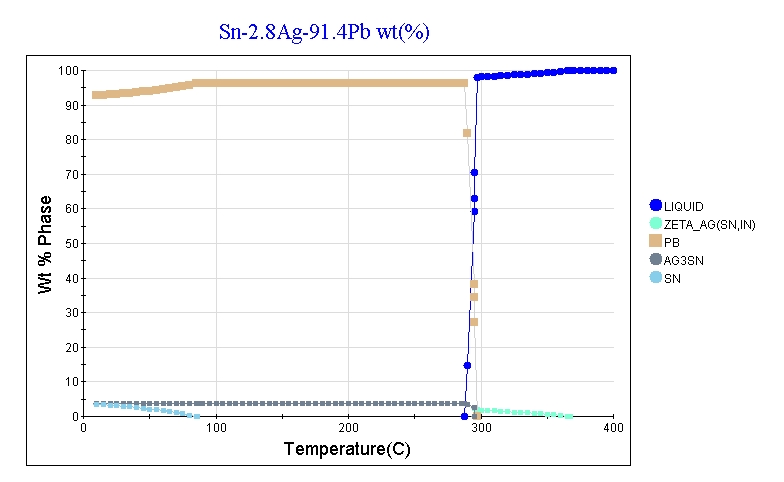 Sn-2.8Ag-91.4Pb wt(%)
100
90
80
70
60
50
40
30
20
10
0
Wt % Phase
0
100
200
300
400
Temperature(C)
LIQUID
ZETA_AG(SN,IN)
PB
AG3SN
SN